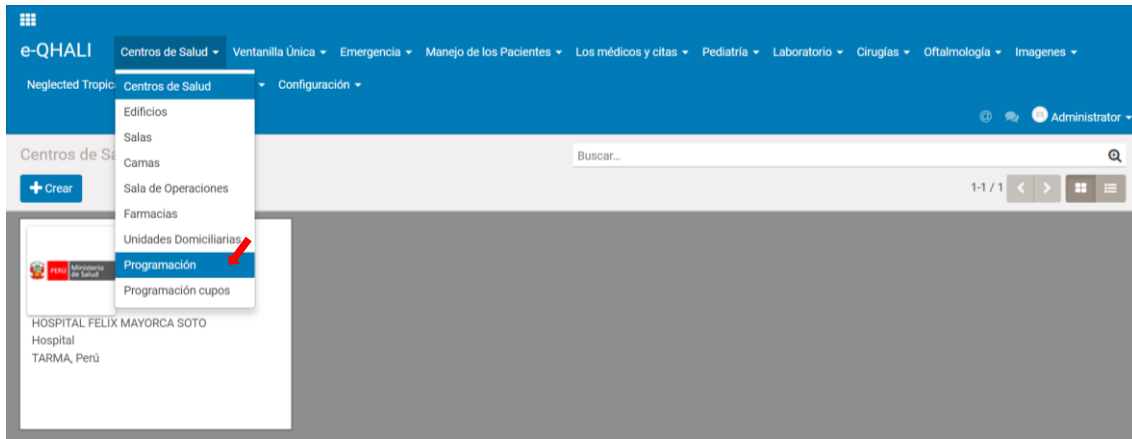 e-QHALI Centros de Salud Ventanilla Única Emergencia Manejo de los Pacientes Los médicos y citas Pediatría Laboratorio Cirugías Oftalmología Imagenes
Neglected Tropic Configuración
Centros de Salud
Edificios
Salas
Camas
Sala de Operaciones
Farmacias
Unidades Domiciliarias
Programación
Programación cupos
@ Administrator
Centros de Sa
Buscar...
Crear
1-1 / 1
PERÚ Ministerio
de Salud
HOSPITAL FELIX MAYORCA SOTO
Hospital
TARMA, Perú